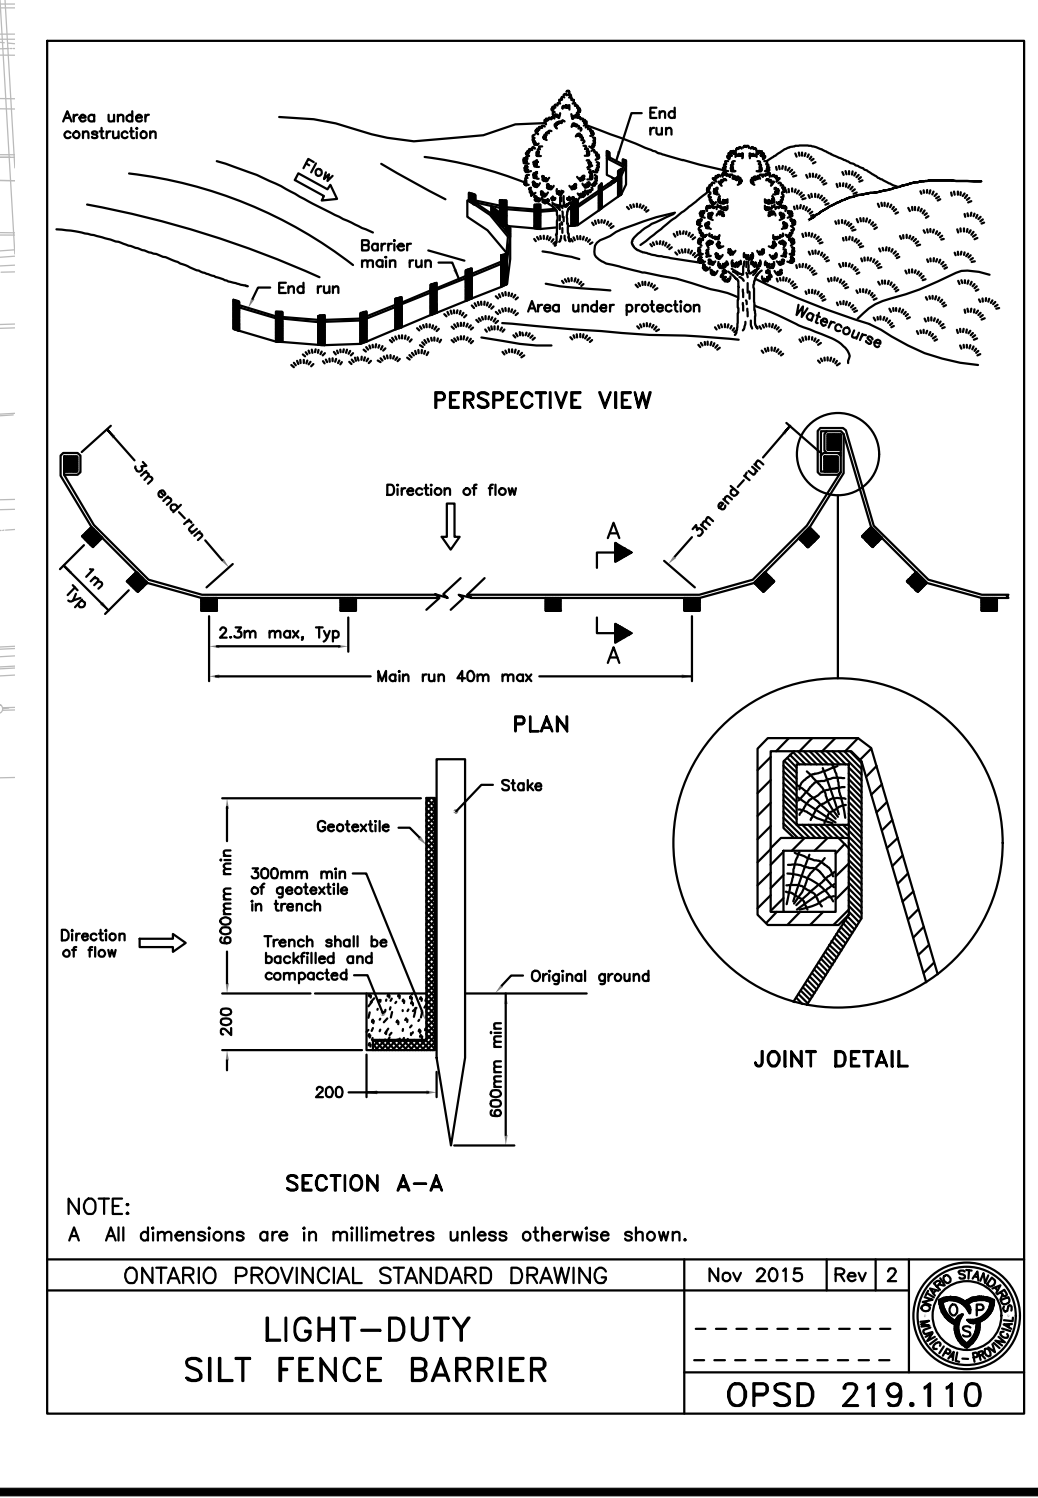 Area under
construction
Flow
End
run
Barrier
main run
End run
Area under protection
Watercourse
PERSPECTIVE VIEW
3m end-run
Direction of flow
3m end-run
A
1m
Typ
2.3m max, Typ
A
Main run 40m max
PLAN
Stake
Geotextile
600mm min
300mm min
of geotextile
in trench
Direction
of flow
Trench shall be
backfilled and
compacted
Original ground
200
600mm min
200
JOINT DETAIL
SECTION A-A
NOTE:
A All dimensions are in millimetres unless otherwise shown.
ONTARIO PROVINCIAL STANDARD DRAWING
Nov 2015
Rev
2
LIGHT-DUTY
SILT FENCE BARRIER
ONTARIO STANDARDS
MUNICIPAL-PROVINCIAL
O P
S
OPSD 219.110